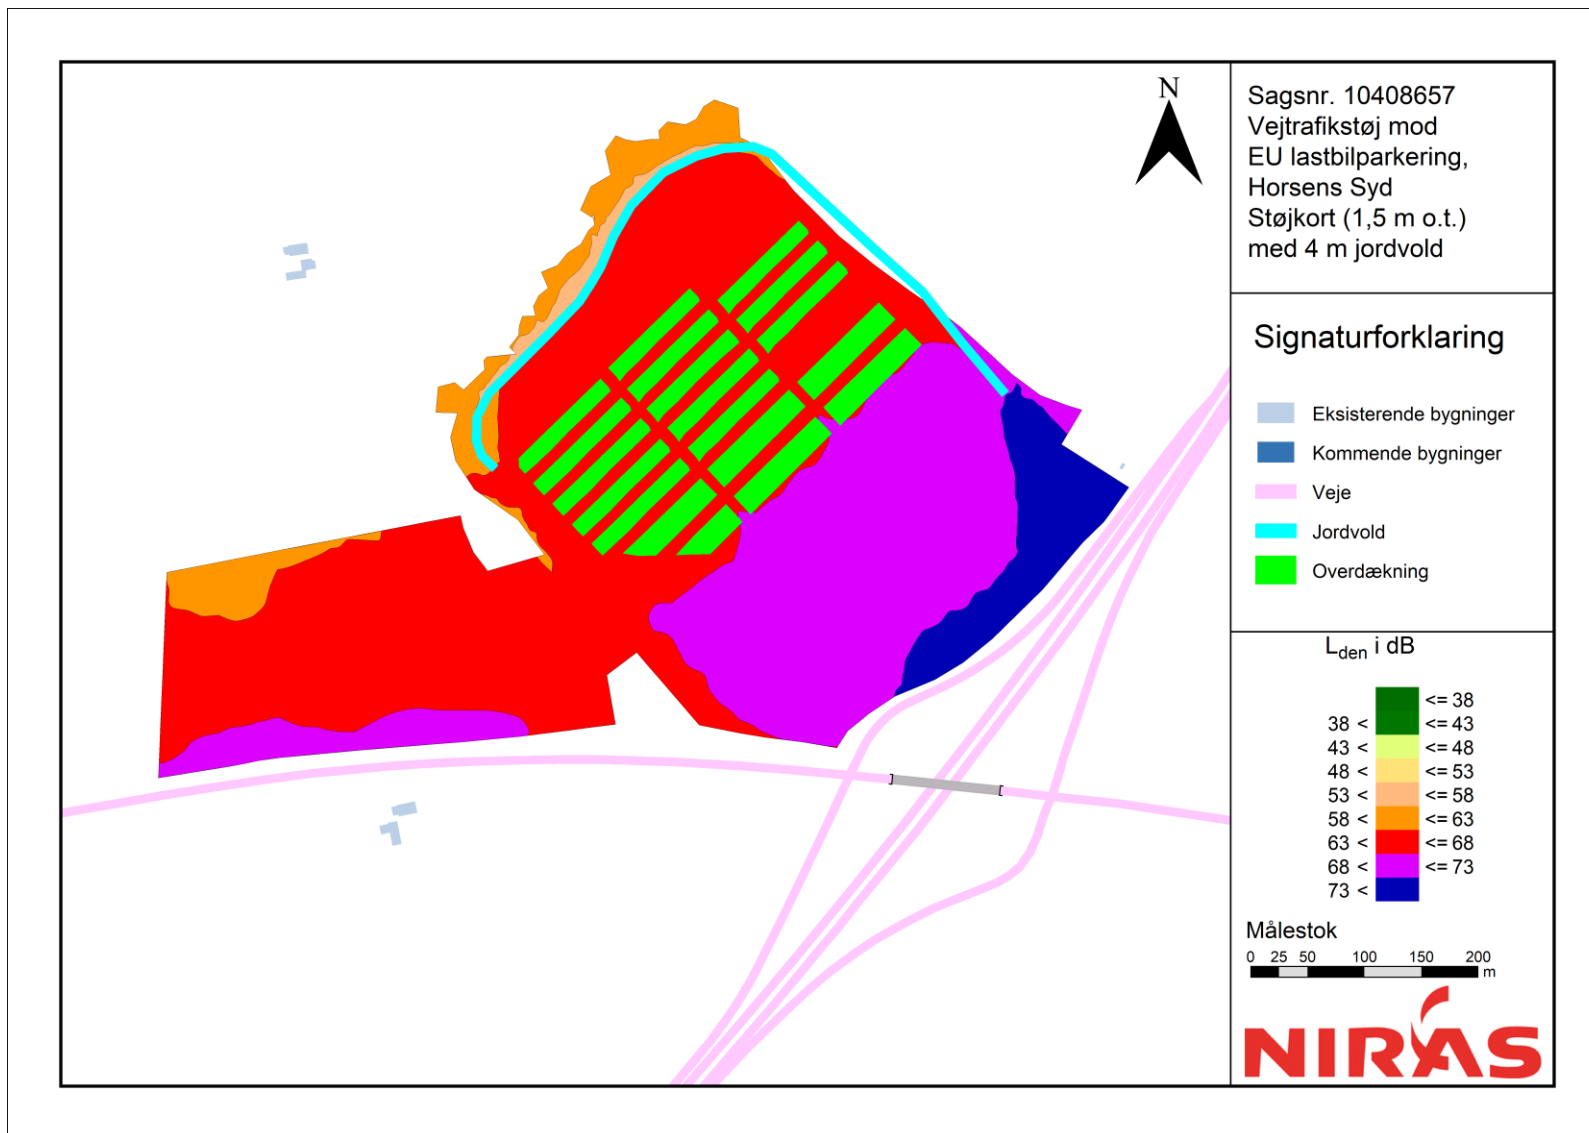 N
Sagsnr. 10408657
Vejtrafikstøj mod
EU lastbilparkering,
Horsens Syd
Støjkort (1,5 m o.t.)
med 4 m jordvold
Signaturforklaring
Eksisterende bygninger
Kommende bygninger
Veje
Jordvold
Overdækning
Lden i dB
<= 38
38 < <= 43
43 < <= 48
48 < <= 53
53 < <= 58
58 < <= 63
63 < <= 68
68 < <= 73
73 <
Målestok
0 25 50 100 150 200
m
NIRAS